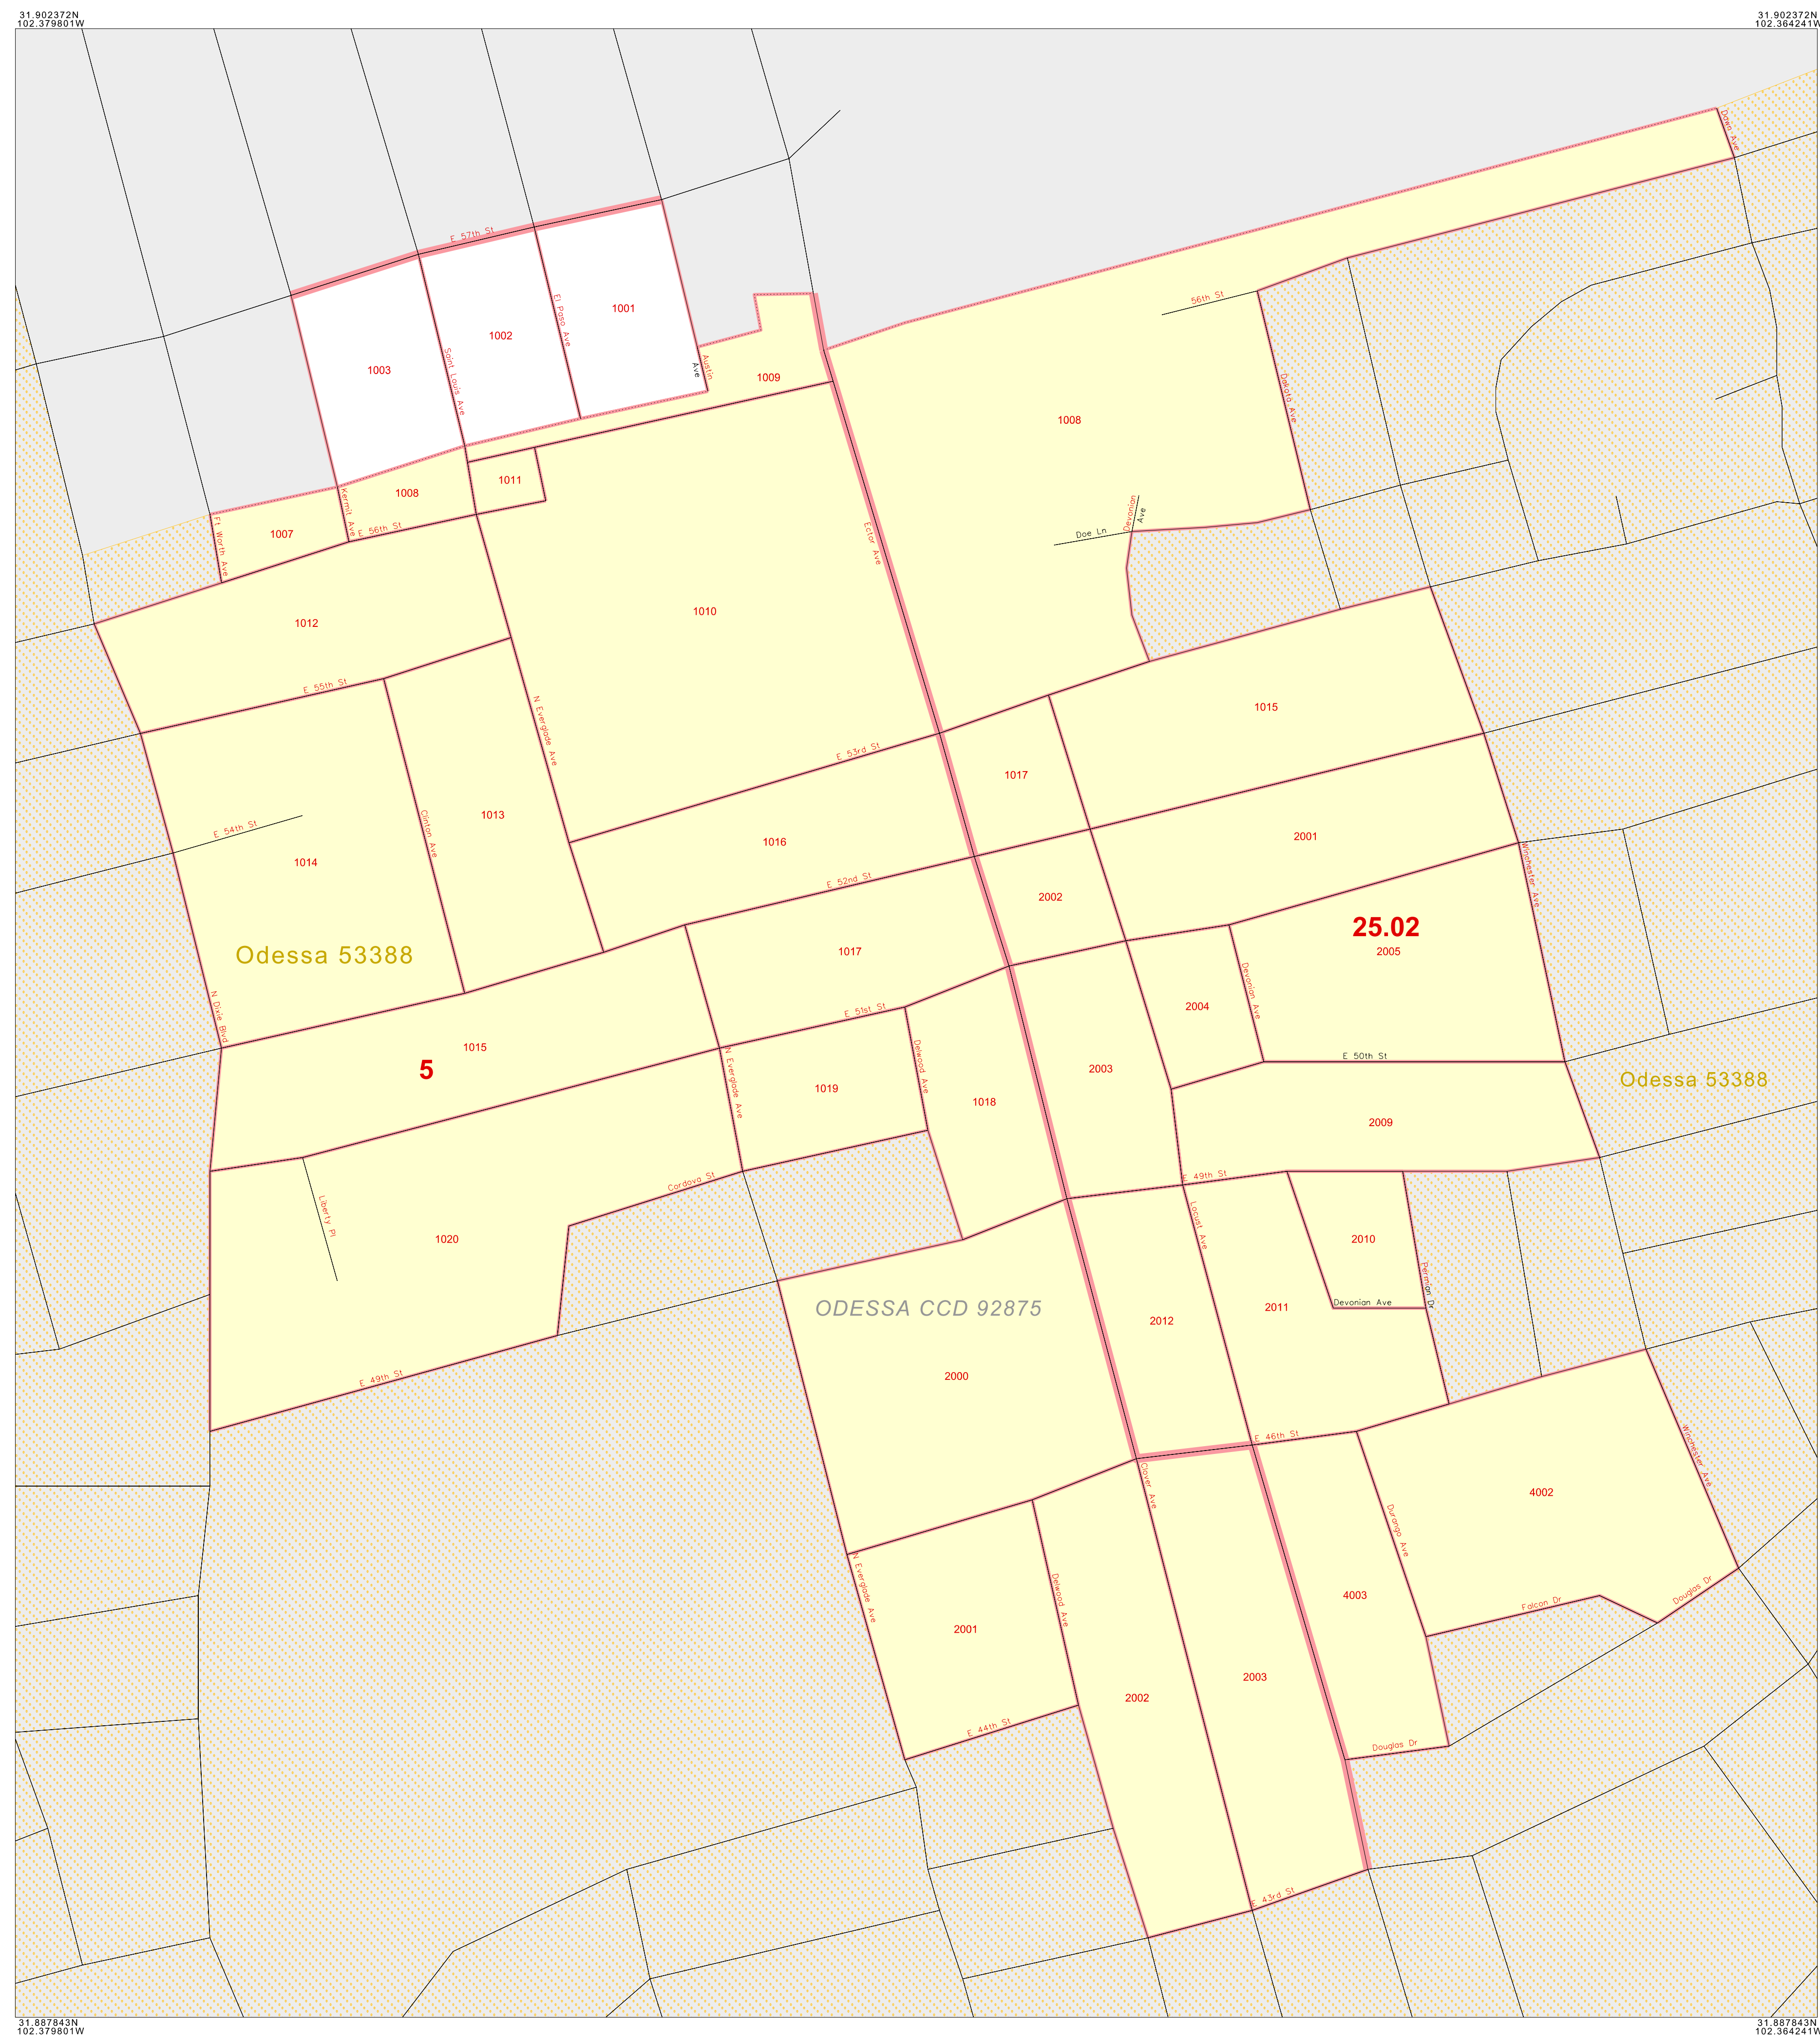 31.902372N
102.379801W
31.902372N
102.364241W
Dawn Ave
E 57th St
56th St
1001
El Paso Ave
1002
Saint Louis Ave
1003
Austin
Ave
1009
Dakota Ave
1008
1011
1008
Kermit Ave
E 56th St
Ft Worth Ave
1007
Devonian
Ave
Doe Ln
Ector Ave
1010
1012
E 55th St
N Everglade Ave
1015
E 53rd St
1017
Clinton Ave
1013
E 54th St
1014
1016
2001
Winchester Ave
E 52nd St
2002
25.02
2005
Odessa 53388
1017
N Dixie Blvd
Devonian Ave
2004
E 51st St
1015
5
N Everglade Ave
Delwood Ave
1019
1018
2003
E 50th St
Odessa 53388
2009
E 49th St
Cordova St
Liberty Pl
1020
Locust Ave
2010
Permian Dr
Devonian Ave
2011
ODESSA CCD 92875
2012
E 49th St
2000
E 46th St
Clover Ave
Winchester Ave
4002
Durango Ave
N Everglade Ave
Delwood Ave
4003
Falcon Dr
Douglas Dr
2001
2003
2002
E 44th St
Douglas Dr
E 43rd St
31.887843N
102.379801W
31.887843N
102.364241W